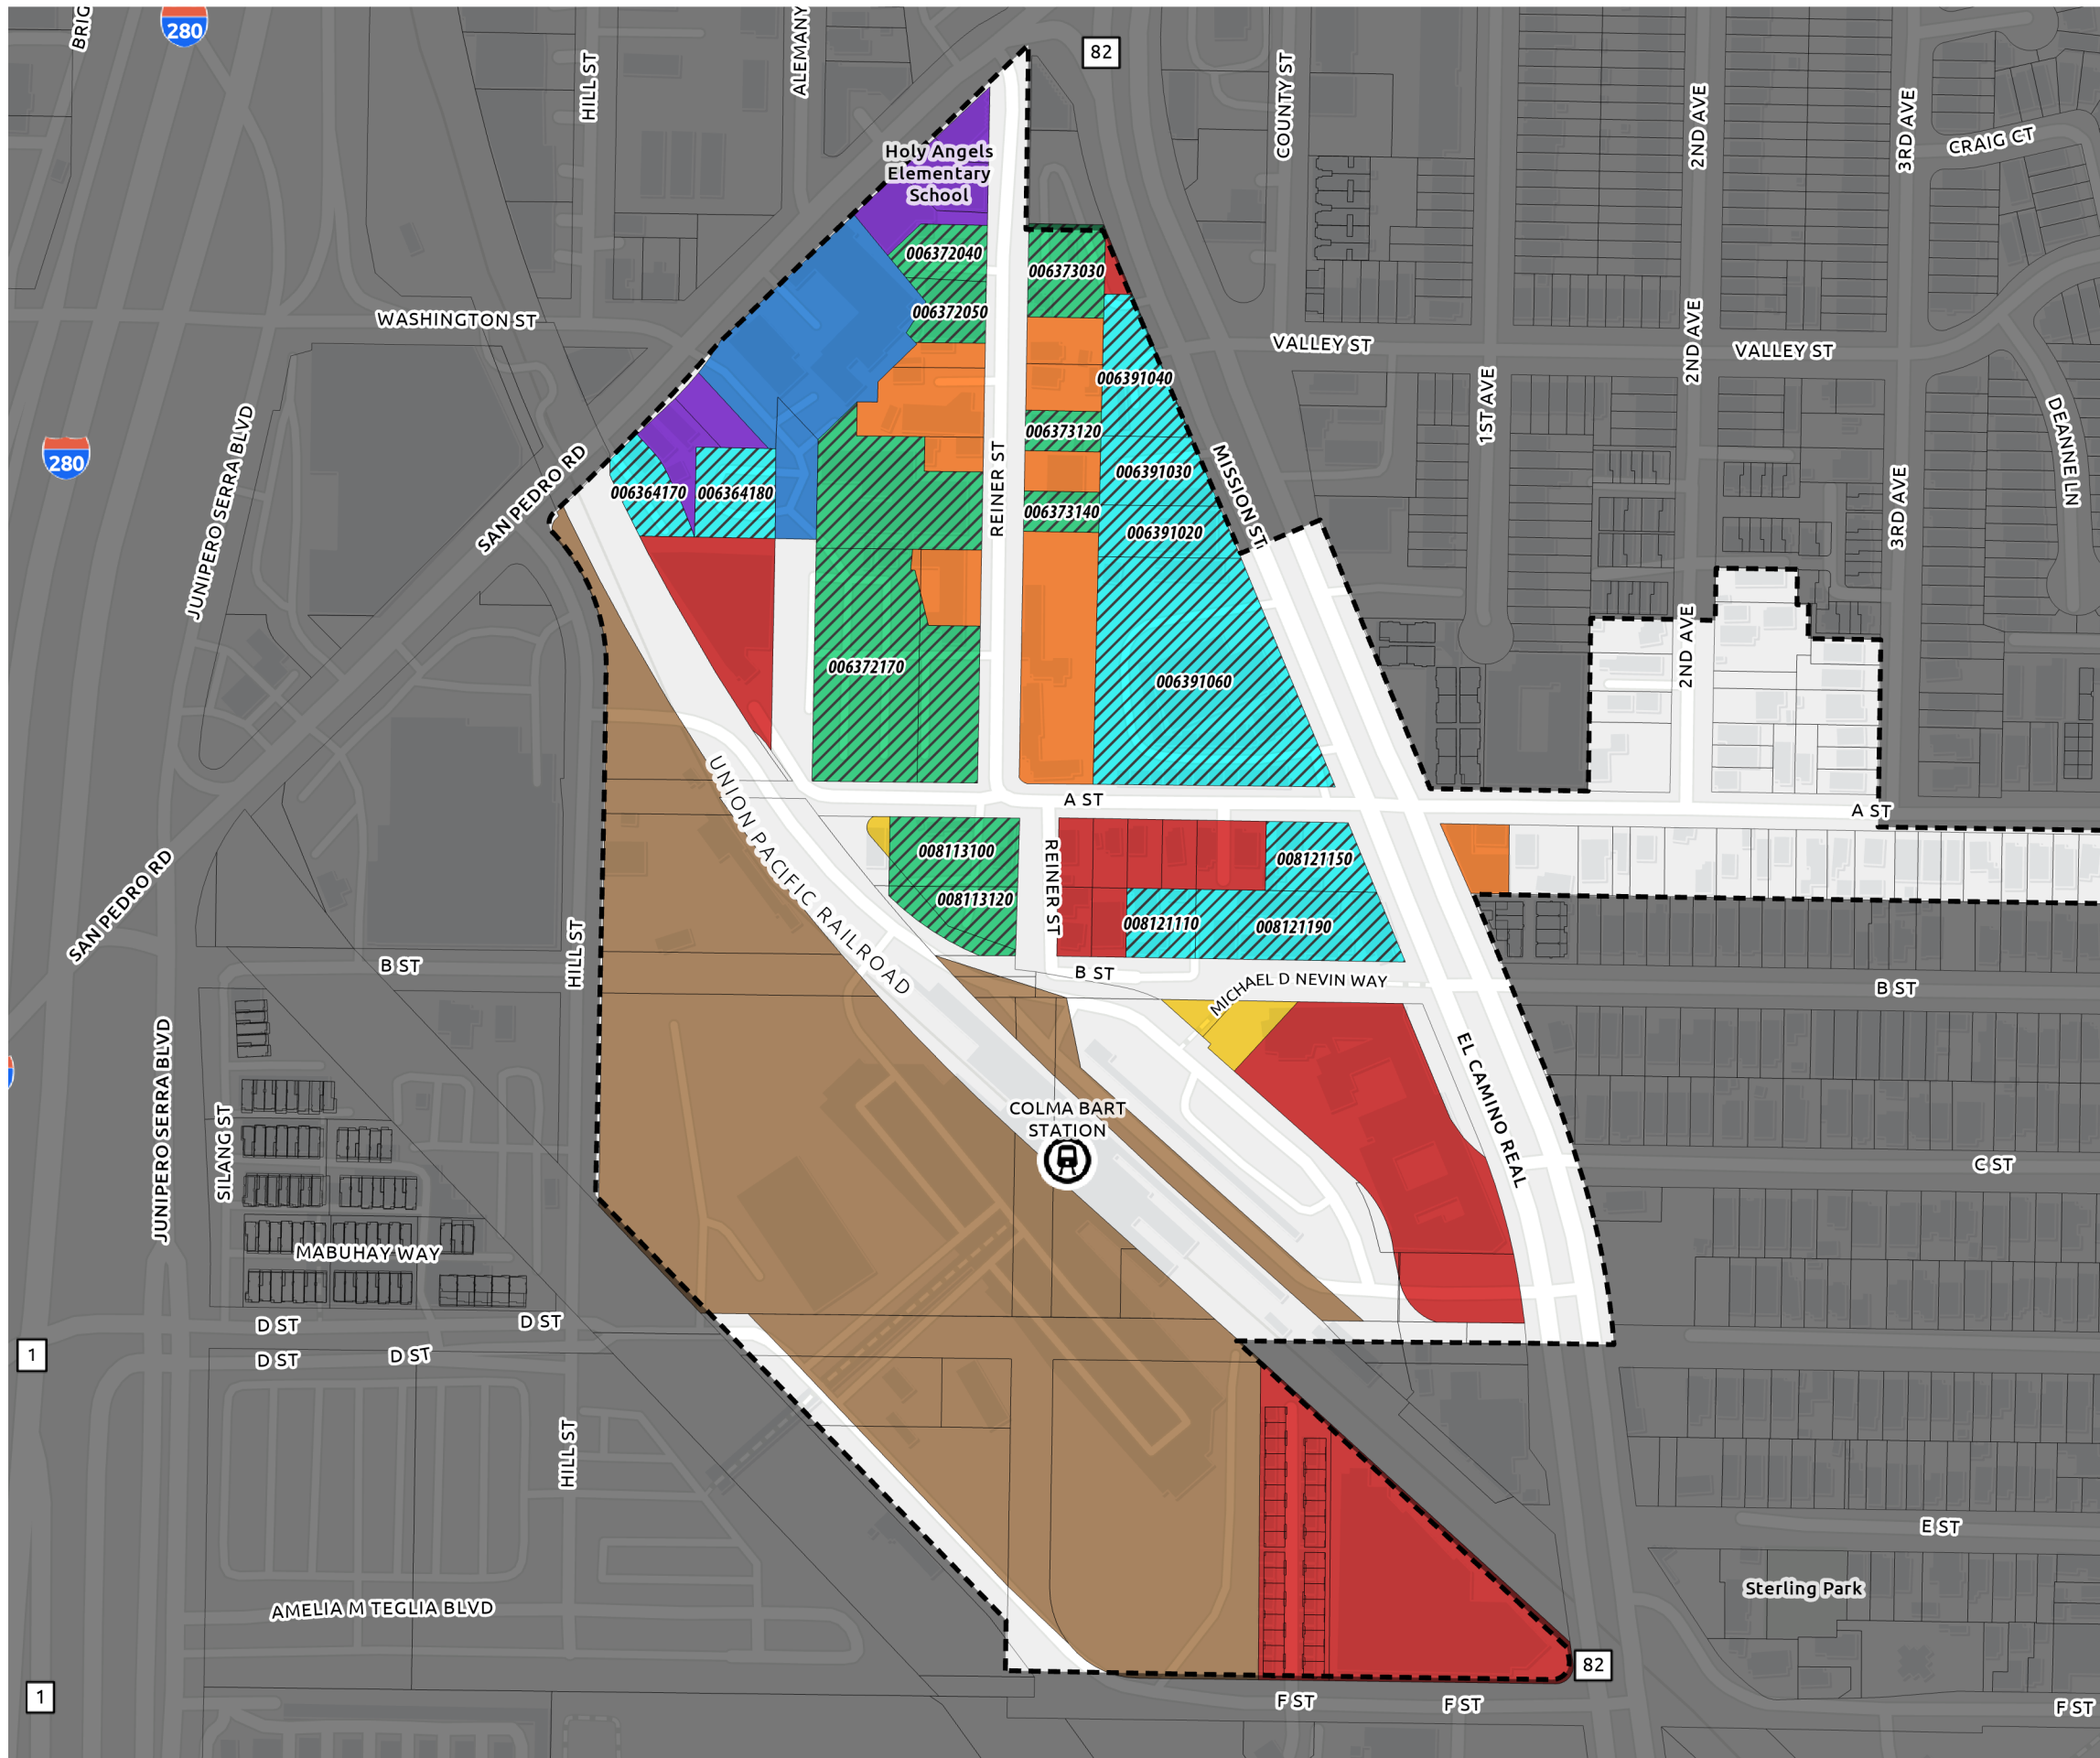 BRIG
280
HILL ST
ALEMANY
82
COUNTY ST
2ND AVE
3RD AVE
CRAIG CT
Holy Angels
Elementary
School
006372040
006373030
006372050
WASHINGTON ST
VALLEY ST
2ND AVE
VALLEY ST
006391040
1ST AVE
DEANNE LN
006373120
280
JUNIPERO SERRA BLVD
SAN PEDRO RD
006364170
006364180
REINER ST
006391030
MISSION ST
3RD AVE
006373140
006391020
006372170
006391060
2ND AVE
UNION PACIFIC RAILROAD
A ST
A ST
008113100
REINER ST
008121150
SAN PEDRO RD
008113120
008121110
008121190
HILL ST
B ST
B ST
MICHAEL D NEVIN WAY
B ST
EL CAMINO REAL
JUNIPERO SERRA BLVD
SILANG ST
COLMA BART
STATION
C ST
MABUHAY WAY
D ST
D ST
1
D ST
D ST
HILL ST
E ST
AMELIA M TEGLIA BLVD
Sterling Park
82
1
F ST
F ST
F ST